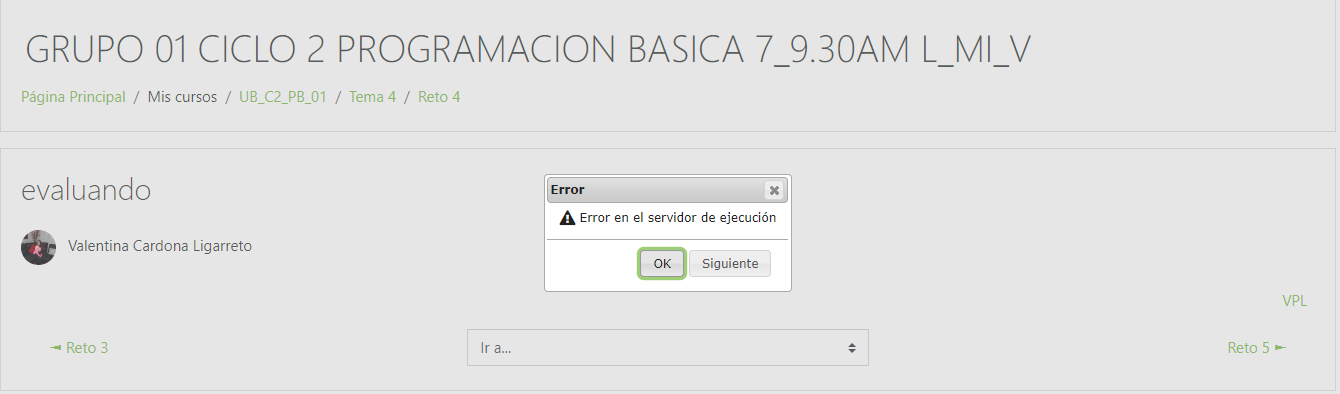 GRUPO 01 CICLO 2 PROGRAMACION BASICA 7_9.30AM L_MI_V
Página Principal / Mis cursos / UB_C2_PB_01 / Tema 4 / Reto 4
evaluando
Valentina Cardona Ligarreto
Error
Error en el servidor de ejecución
OK Siguiente
VPL
◄ Reto 3
Ir a...
Reto 5 ►